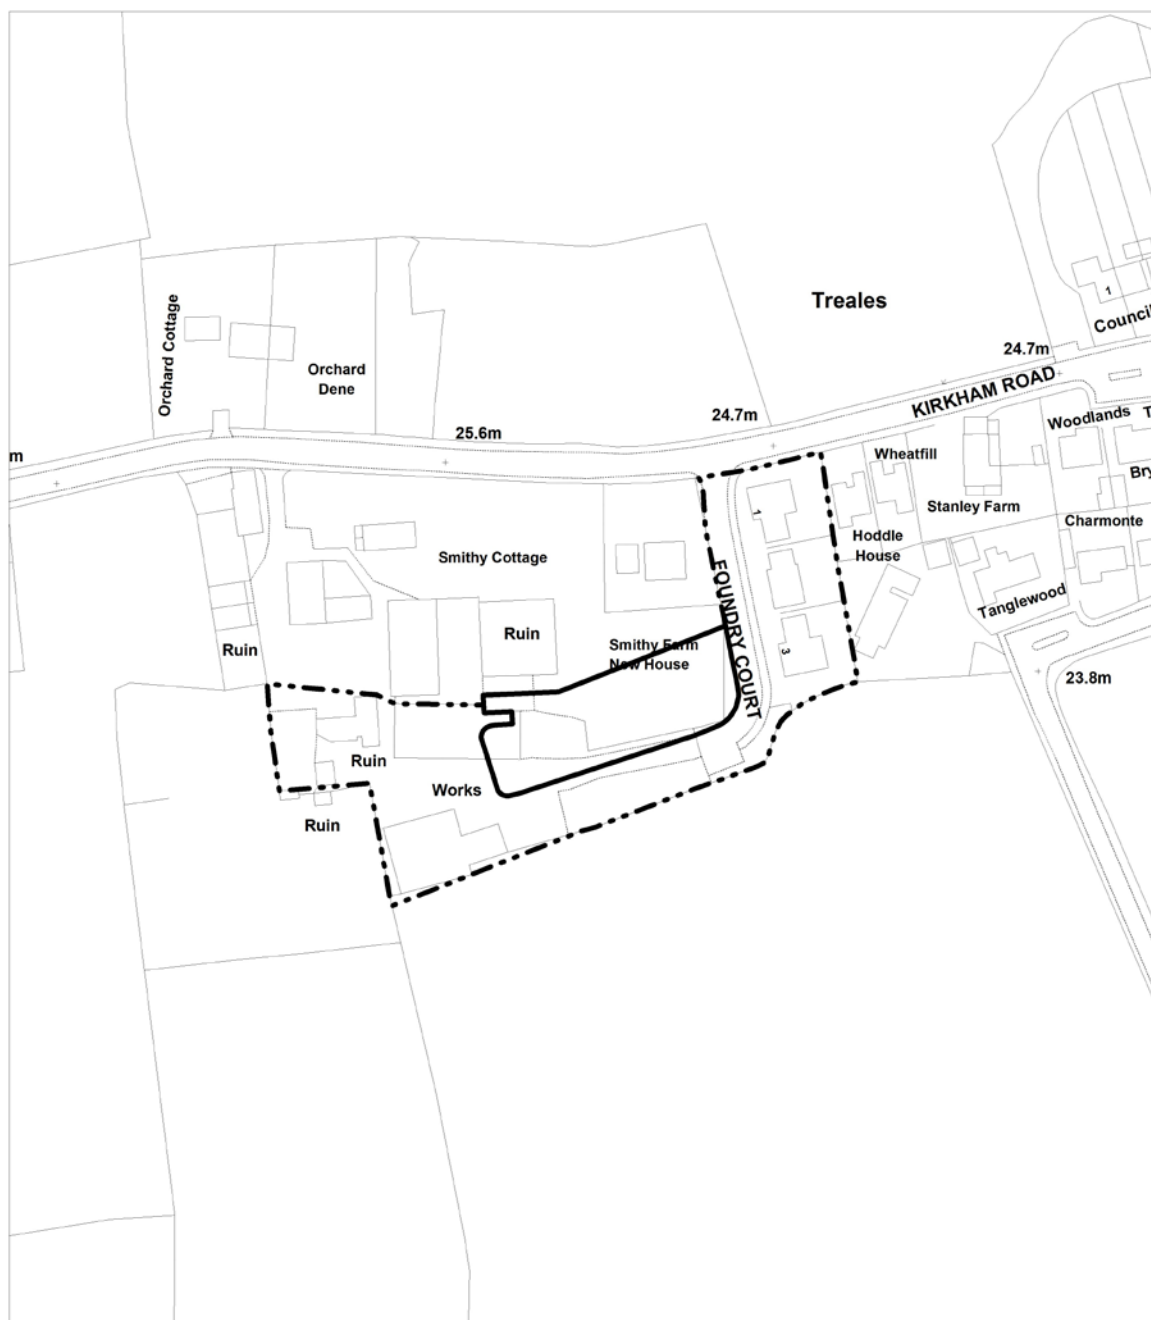 Treales
Orchard Cottage
1
Council
Orchard
Dene
24.7m
KIRKHAM ROAD
24.7m
Woodlands
T
25.6m
m
Wheatfill
Bry
Stanley Farm
Charmonte
1
Hoddle
House
Smithy Cottage
FOUNDRY COURT
Tanglewood
Ruin
Smithy Farm
New House
Ruin
3
23.8m
Ruin
Works
Ruin